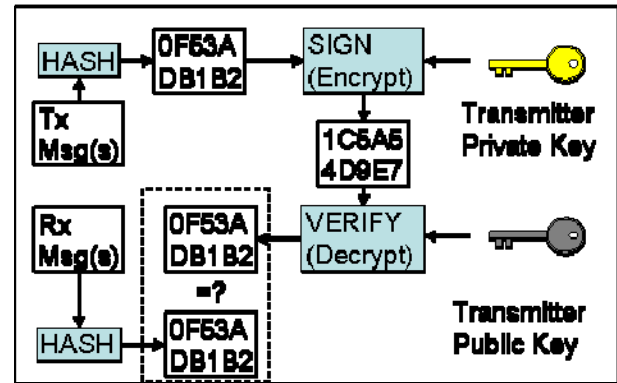 HASH
0F53A
DB1B2
SIGN
(Encrypt)
Tx
Msg(s)
Transmitter
Private Key
1C5A5
4D9E7
Rx
Msg(s)
0F53A
DB1B2
VERIFY
(Decrypt)
=?
HASH
0F53A
DB1B2
Transmitter
Public Key